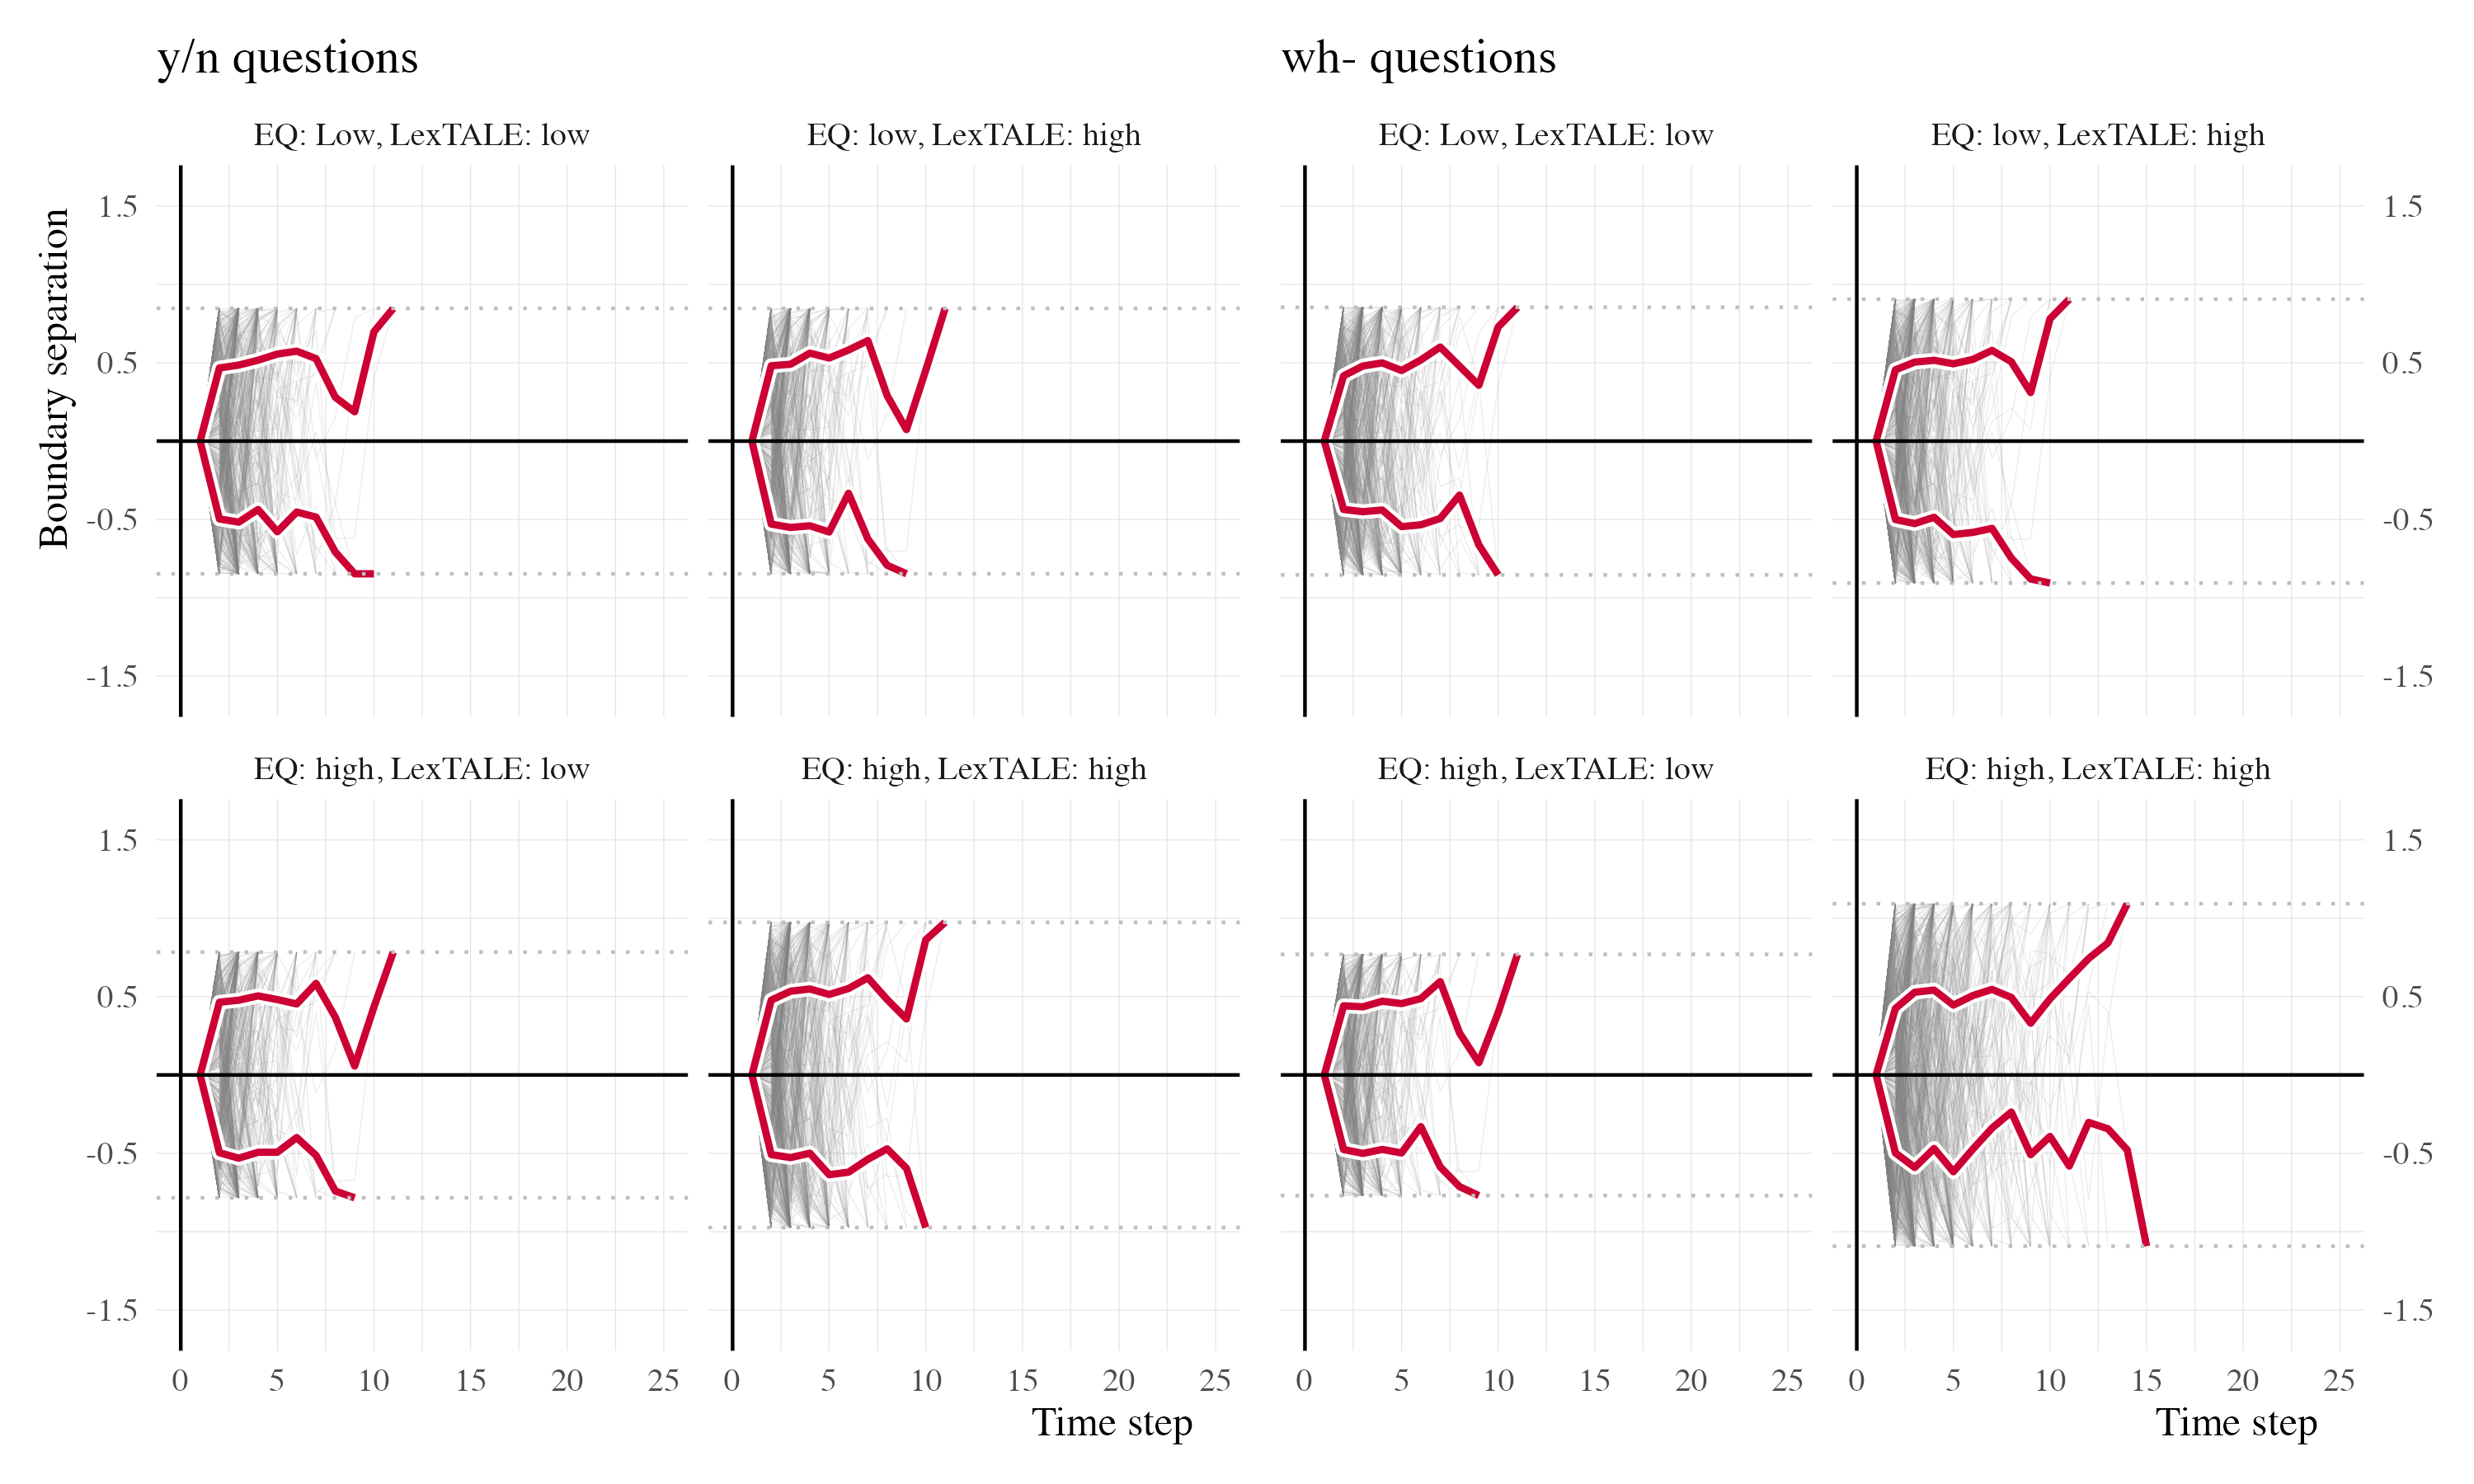 y/n questions
wh- questions
EQ: Low, LexTALE: low
EQ: low, LexTALE: high
EQ: Low, LexTALE: low
EQ: low, LexTALE: high
Boundary separation
1.5
0.5
-0.5
-1.5
1.5
0.5
-0.5
-1.5
EQ: high, LexTALE: low
EQ: high, LexTALE: high
EQ: high, LexTALE: low
EQ: high, LexTALE: high
1.5
0.5
-0.5
-1.5
1.5
0.5
-0.5
-1.5
0 5 10 15 20 25
0 5 10 15 20 25
0 5 10 15 20 25
0 5 10 15 20 25
Time step
Time step